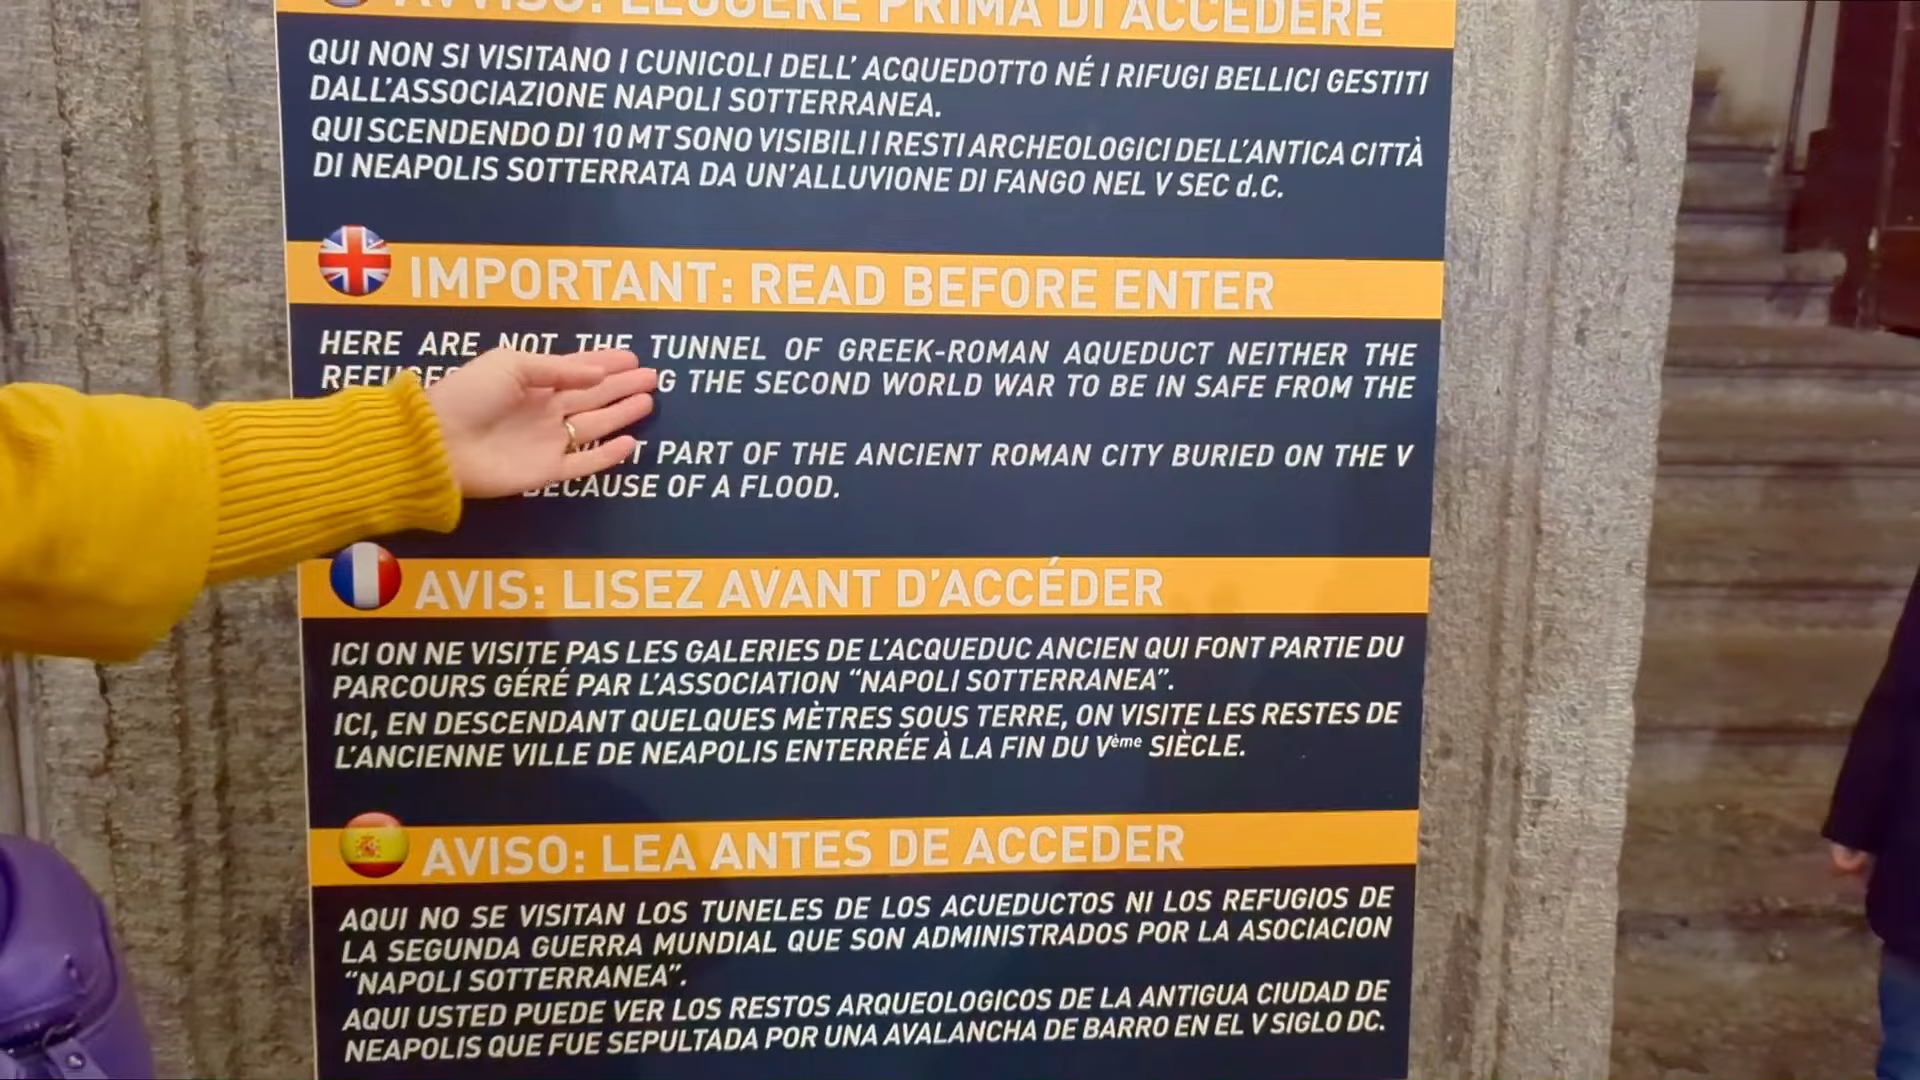 AVVISO: LEGGERE PRIMA DI ACCEDERE
QUI NON SI VISITANO I CUNICOLI DELL' ACQUEDOTTO NÉ I RIFUGI BELLICI GESTITI
DALL'ASSOCIAZIONE NAPOLI SOTTERRANEA.
QUI SCENDENDO DI 10 MT SONO VISIBILI I RESTI ARCHEOLOGICI DELL'ANTICA CITTÀ
DI NEAPOLIS SOTTERRATA DA UN'ALLUVIONE DI FANGO NEL V SEC d.C.
IMPORTANT: READ BEFORE ENTER
HERE ARE NOT THE TUNNEL OF GREEK-ROMAN AQUEDUCT NEITHER THE
THE SECOND WORLD WAR TO BE IN SAFE FROM THE
PART OF THE ANCIENT ROMAN CITY BURIED ON THE V
BECAUSE OF A FLOOD.
AVIS: LISEZ AVANT D'ACCÉDER
ICI ON NE VISITE PAS LES GALERIES DE L'ACQUEDUC ANCIEN QUI FONT PARTIE DU
PARCOURS GÉRÉ PAR L'ASSOCIATION "NAPOLI SOTTERRANEA".
ICI, EN DESCENDANT QUELQUES MÈTRES SOUS TERRE, ON VISITE LES RESTES DE
L'ANCIENNE VILLE DE NEAPOLIS ENTERRÉE À LA FIN DU Vème SIÈCLE.
AVISO: LEA ANTES DE ACCEDER
AQUI NO SE VISITAN LOS TUNELES DE LOS ACUEDUCTOS NI LOS REFUGIOS DE
LA SEGUNDA GUERRA MUNDIAL QUE SON ADMINISTRADOS POR LA ASOCIACION
"NAPOLI SOTTERRANEA".
AQUI USTED PUEDE VER LOS RESTOS ARQUEOLOGICOS DE LA ANTIGUA CIUDAD DE
NEAPOLIS QUE FUE SEPULTADA POR UNA AVALANCHA DE BARRO EN EL V SIGLO DC.